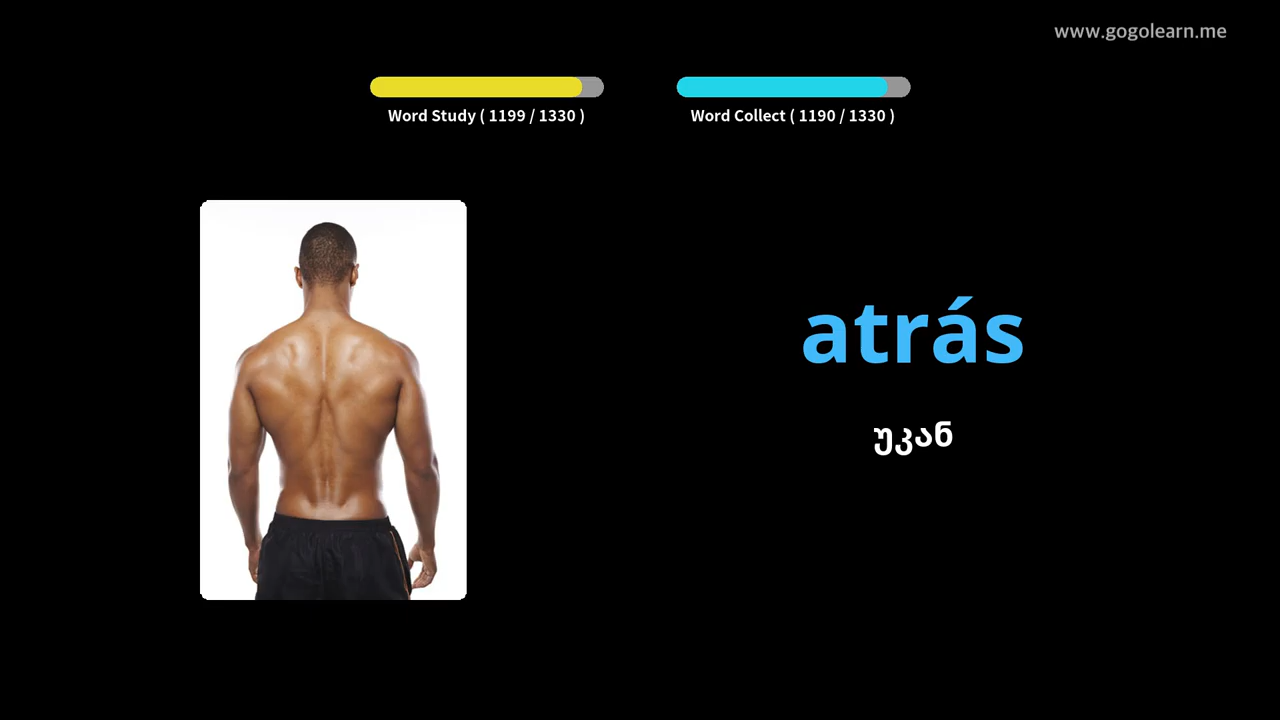 www.gogolearn.me
Word Study ( 1199 / 1330 )
Word Collect ( 1190 / 1330 )
atrás
უკან